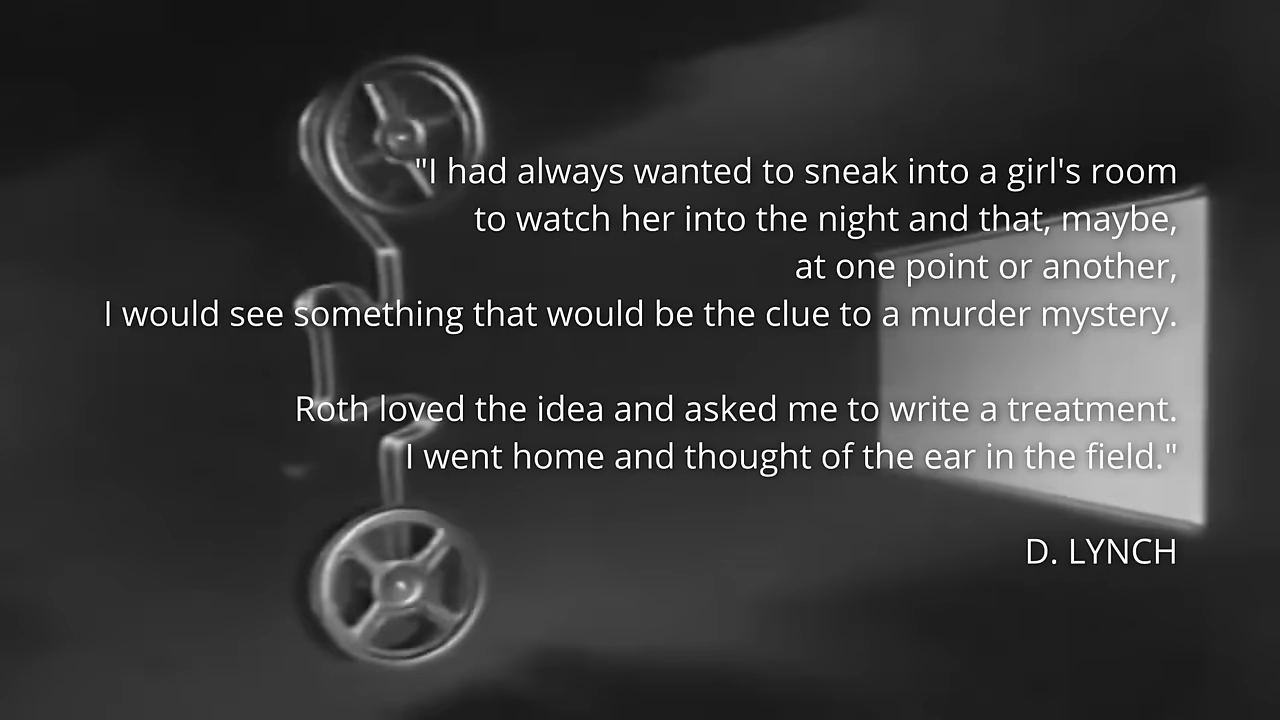 "I had always wanted to sneak into a girl's room
to watch her into the night and that, maybe,
at one point or another,
I would see something that would be the clue to a murder mystery.
Roth loved the idea and asked me to write a treatment.
I went home and thought of the ear in the field."
D. LYNCH